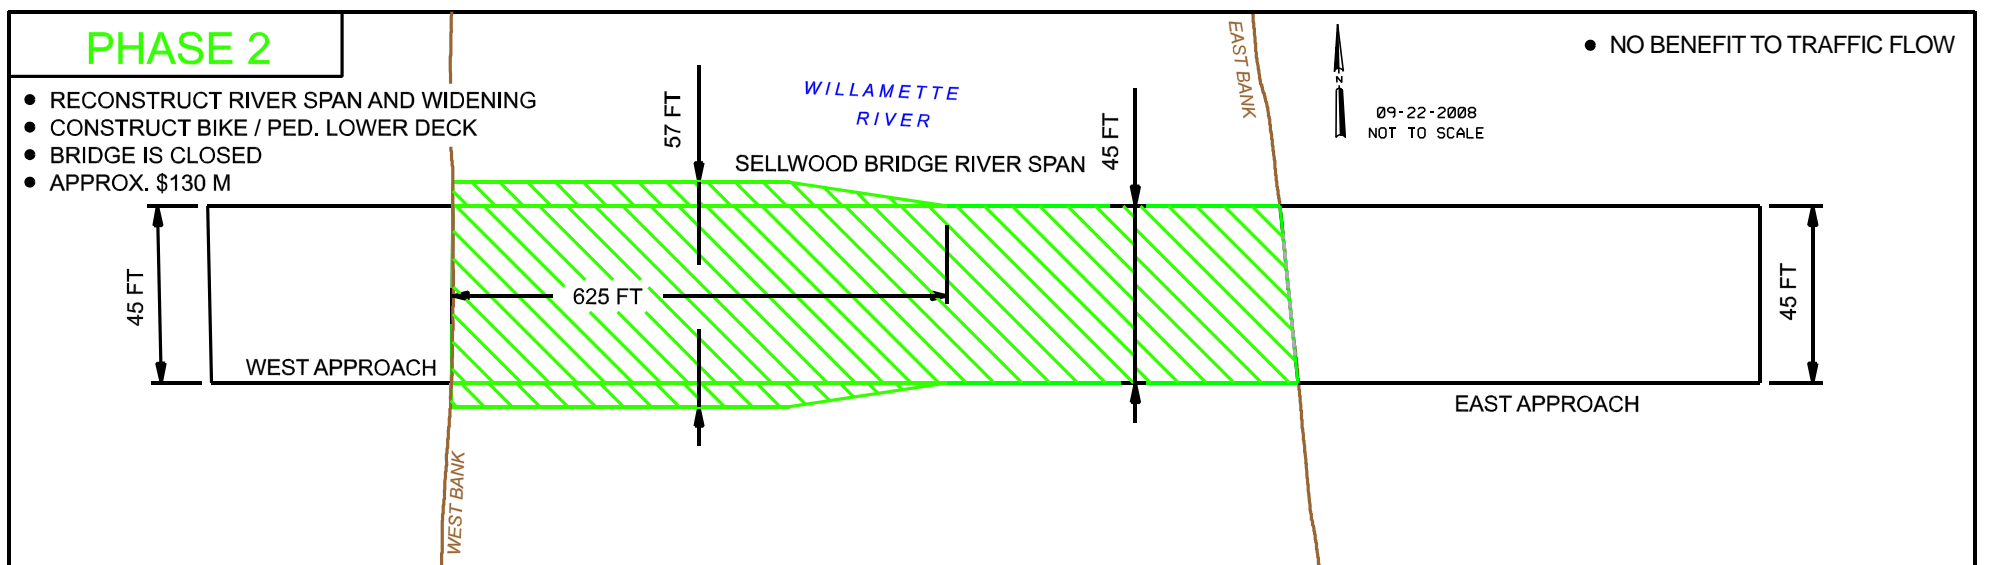 PHASE 2
● NO BENEFIT TO TRAFFIC FLOW
● RECONSTRUCT RIVER SPAN AND WIDENING
● CONSTRUCT BIKE / PED. LOWER DECK
● BRIDGE IS CLOSED
● APPROX. $130 M
EAST BANK
WILLAMETTE
RIVER
N
09-22-2008
NOT TO SCALE
57 FT
45 FT
SELLWOOD BRIDGE RIVER SPAN
45 FT
625 FT
45 FT
WEST APPROACH
EAST APPROACH
WEST BANK